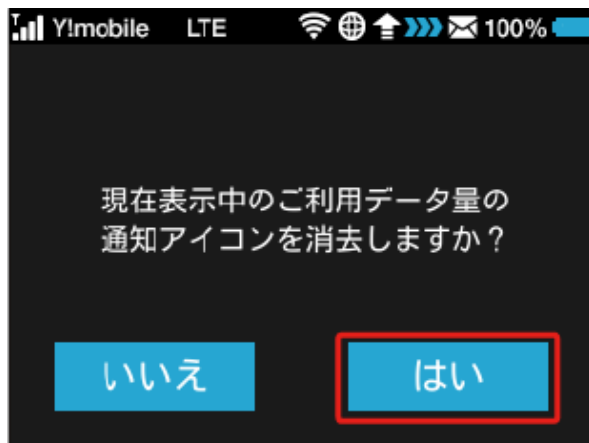 Y!mobile LTE 100%
現在表示中のご利用データ量の
通知アイコンを消去しますか？
いいえ はい